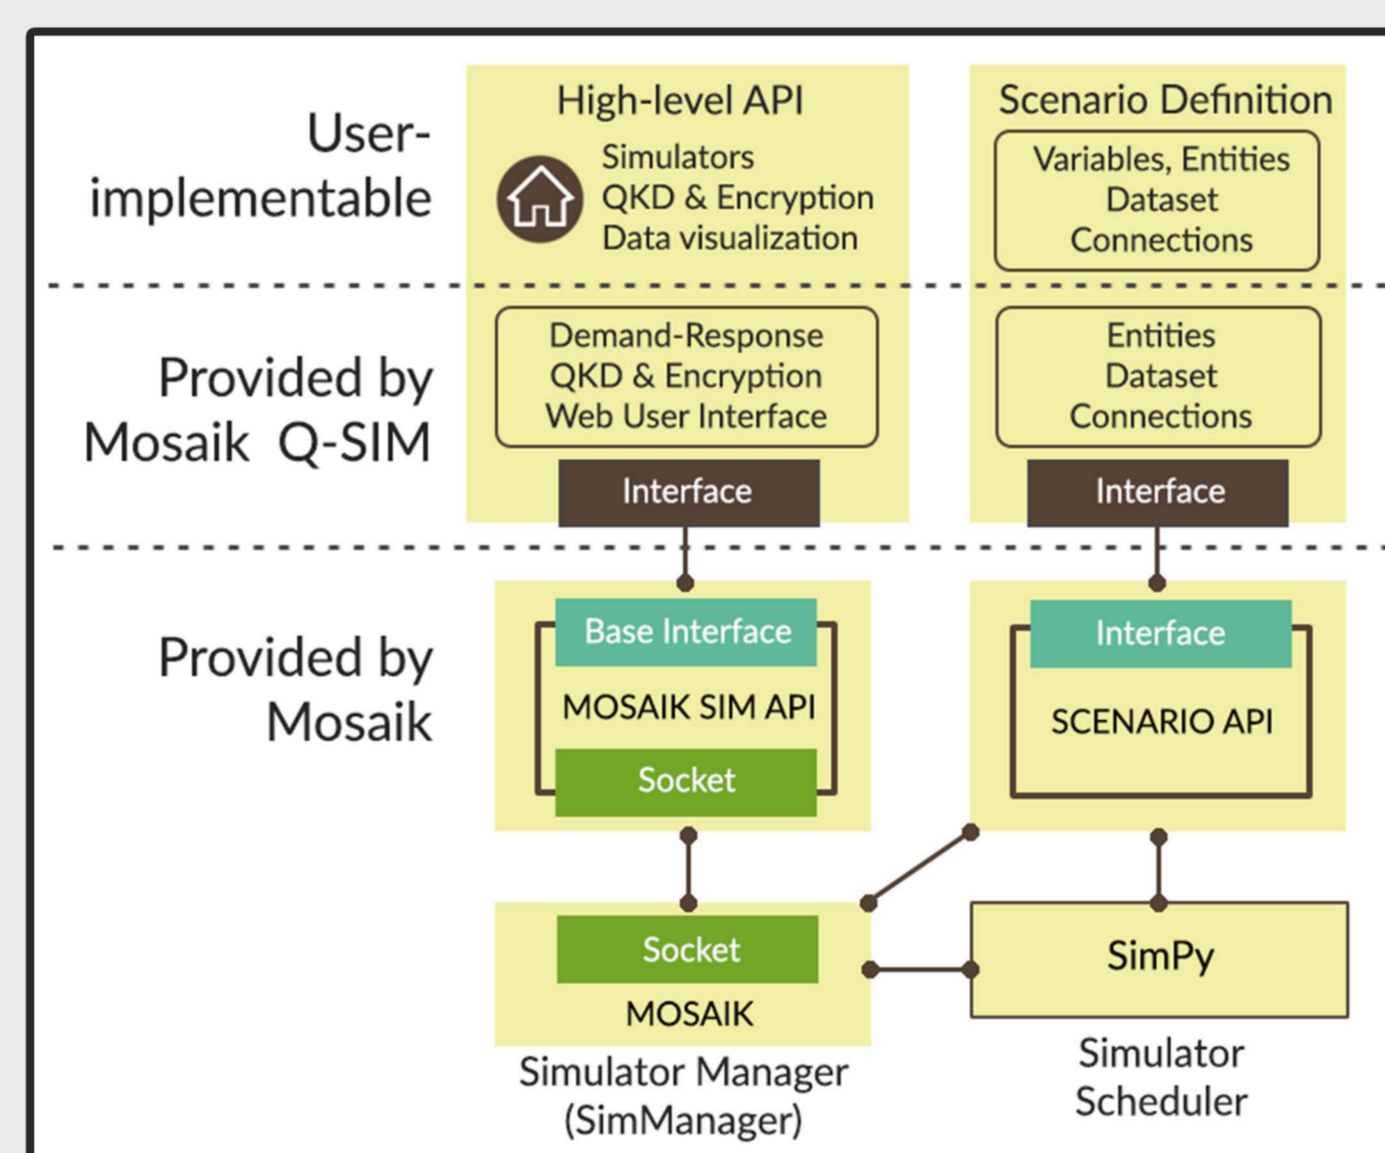 User-
implementable
High-level API
Simulators
QKD & Encryption
Data visualization
Scenario Definition
Variables, Entities
Dataset
Connections
Provided by
Mosaik Q-SIM
Demand-Response
QKD & Encryption
Web User Interface
Interface
Entities
Dataset
Connections
Interface
Provided by
Mosaik
Base Interface
MOSAIK SIM API
Socket
Interface
SCENARIO API
Socket
MOSAIK
Simulator Manager
(SimManager)
SimPy
Simulator
Scheduler